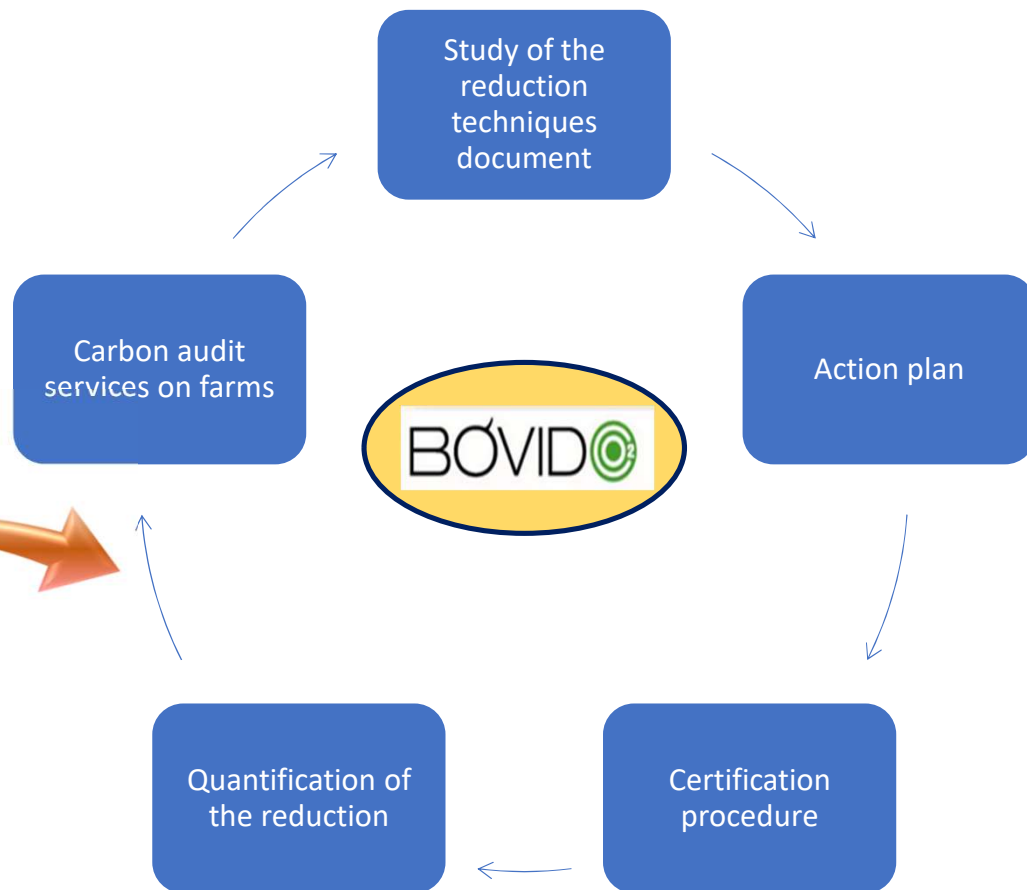 Study of the
reduction
techniques
document
Carbon audit
services on farms
Action plan
BÓVIDO2
Quantification of
the reduction
Certification
procedure